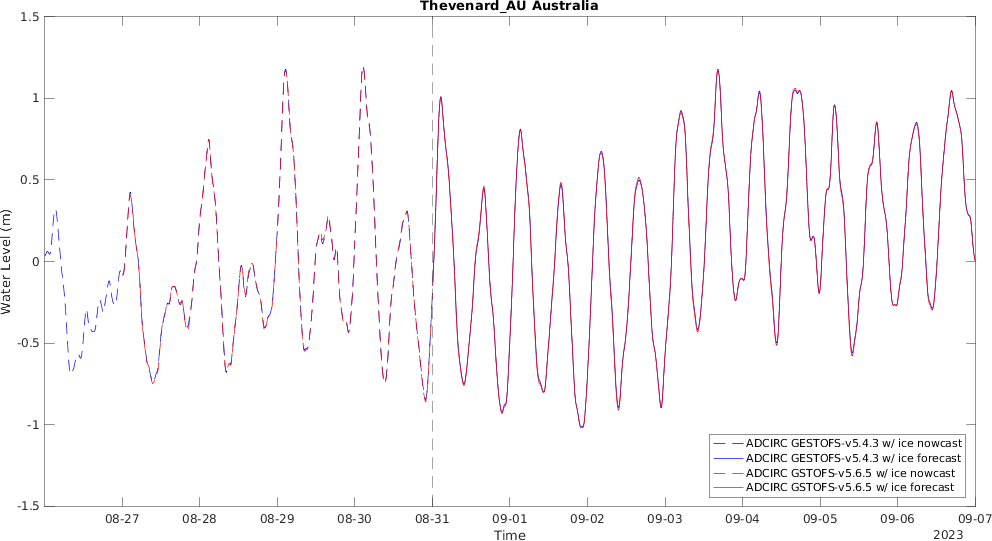 Thevenard_AU Australia
1.5
1
0.5
0
-0.5
-1
-1.5
Water Level (m)
ADCIRC GESTOFS-v5.4.3 w/ ice nowcast
ADCIRC GESTOFS-v5.4.3 w/ ice forecast
ADCIRC GSTOFS-v5.6.5 w/ ice nowcast
ADCIRC GSTOFS-v5.6.5 w/ ice forecast
08-27 08-28 08-29 08-30 08-31 09-01 09-02 09-03 09-04 09-05 09-06 09-07
Time
2023